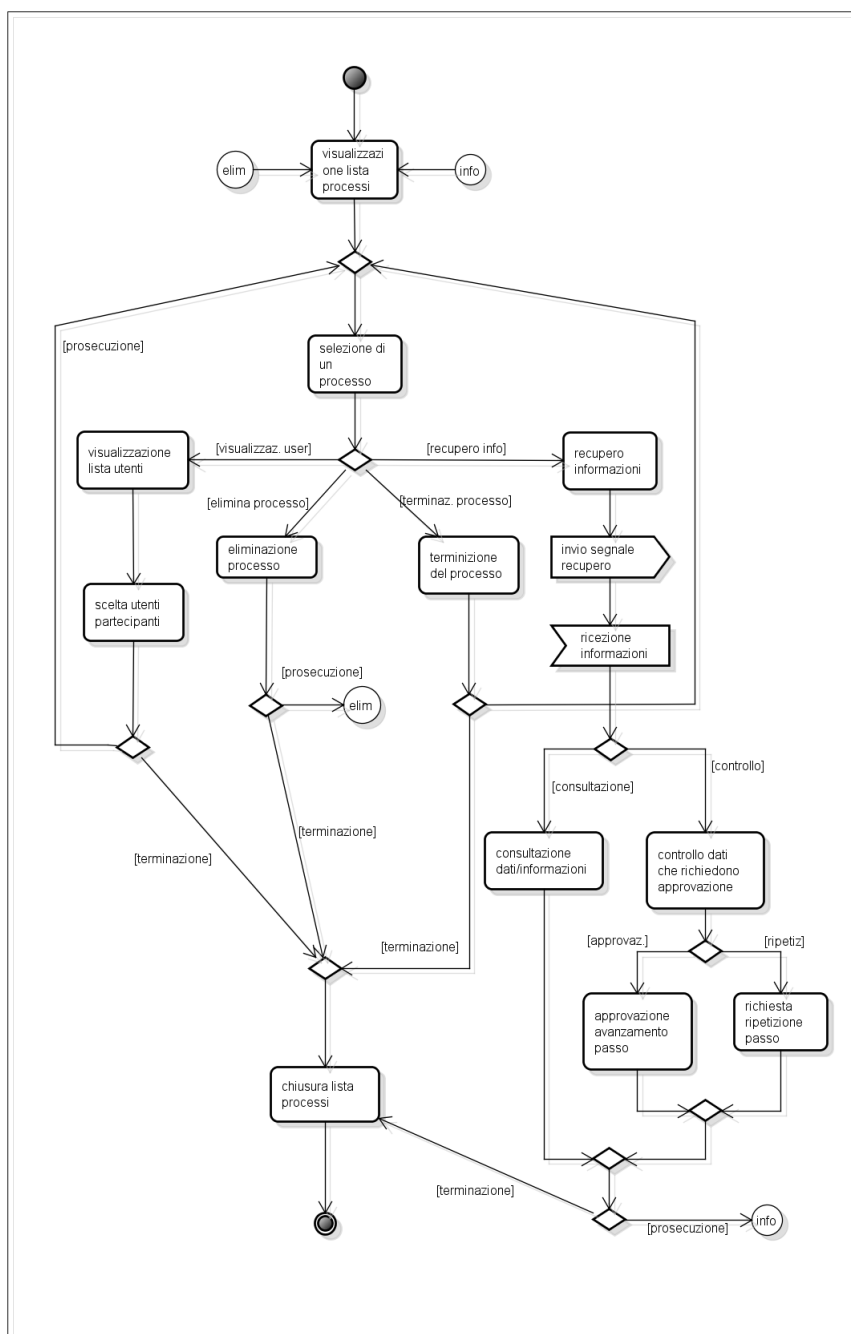 visualizzazi
one lista
processi
elim
info
[prosecuzione]
selezione di
un
processo
[visualizzaz. user]
[recupero info]
visualizzazione
lista utenti
recupero
informazioni
[elimina processo]
[terminaz. processo]
eliminazione
processo
terminizione
del processo
invio segnale
recupero
scelta utenti
partecipanti
ricezione
informazioni
[prosecuzione]
elim
[consultazione]
[controllo]
[terminazione]
[terminazione]
consultazione
dati/informazioni
controllo dati
che richiedono
approvazione
[terminazione]
[approvaz.]
[ripetiz]
approvazione
avanzamento
passo
richiesta
ripetizione
passo
chiusura lista
processi
[terminazione]
[prosecuzione]
info